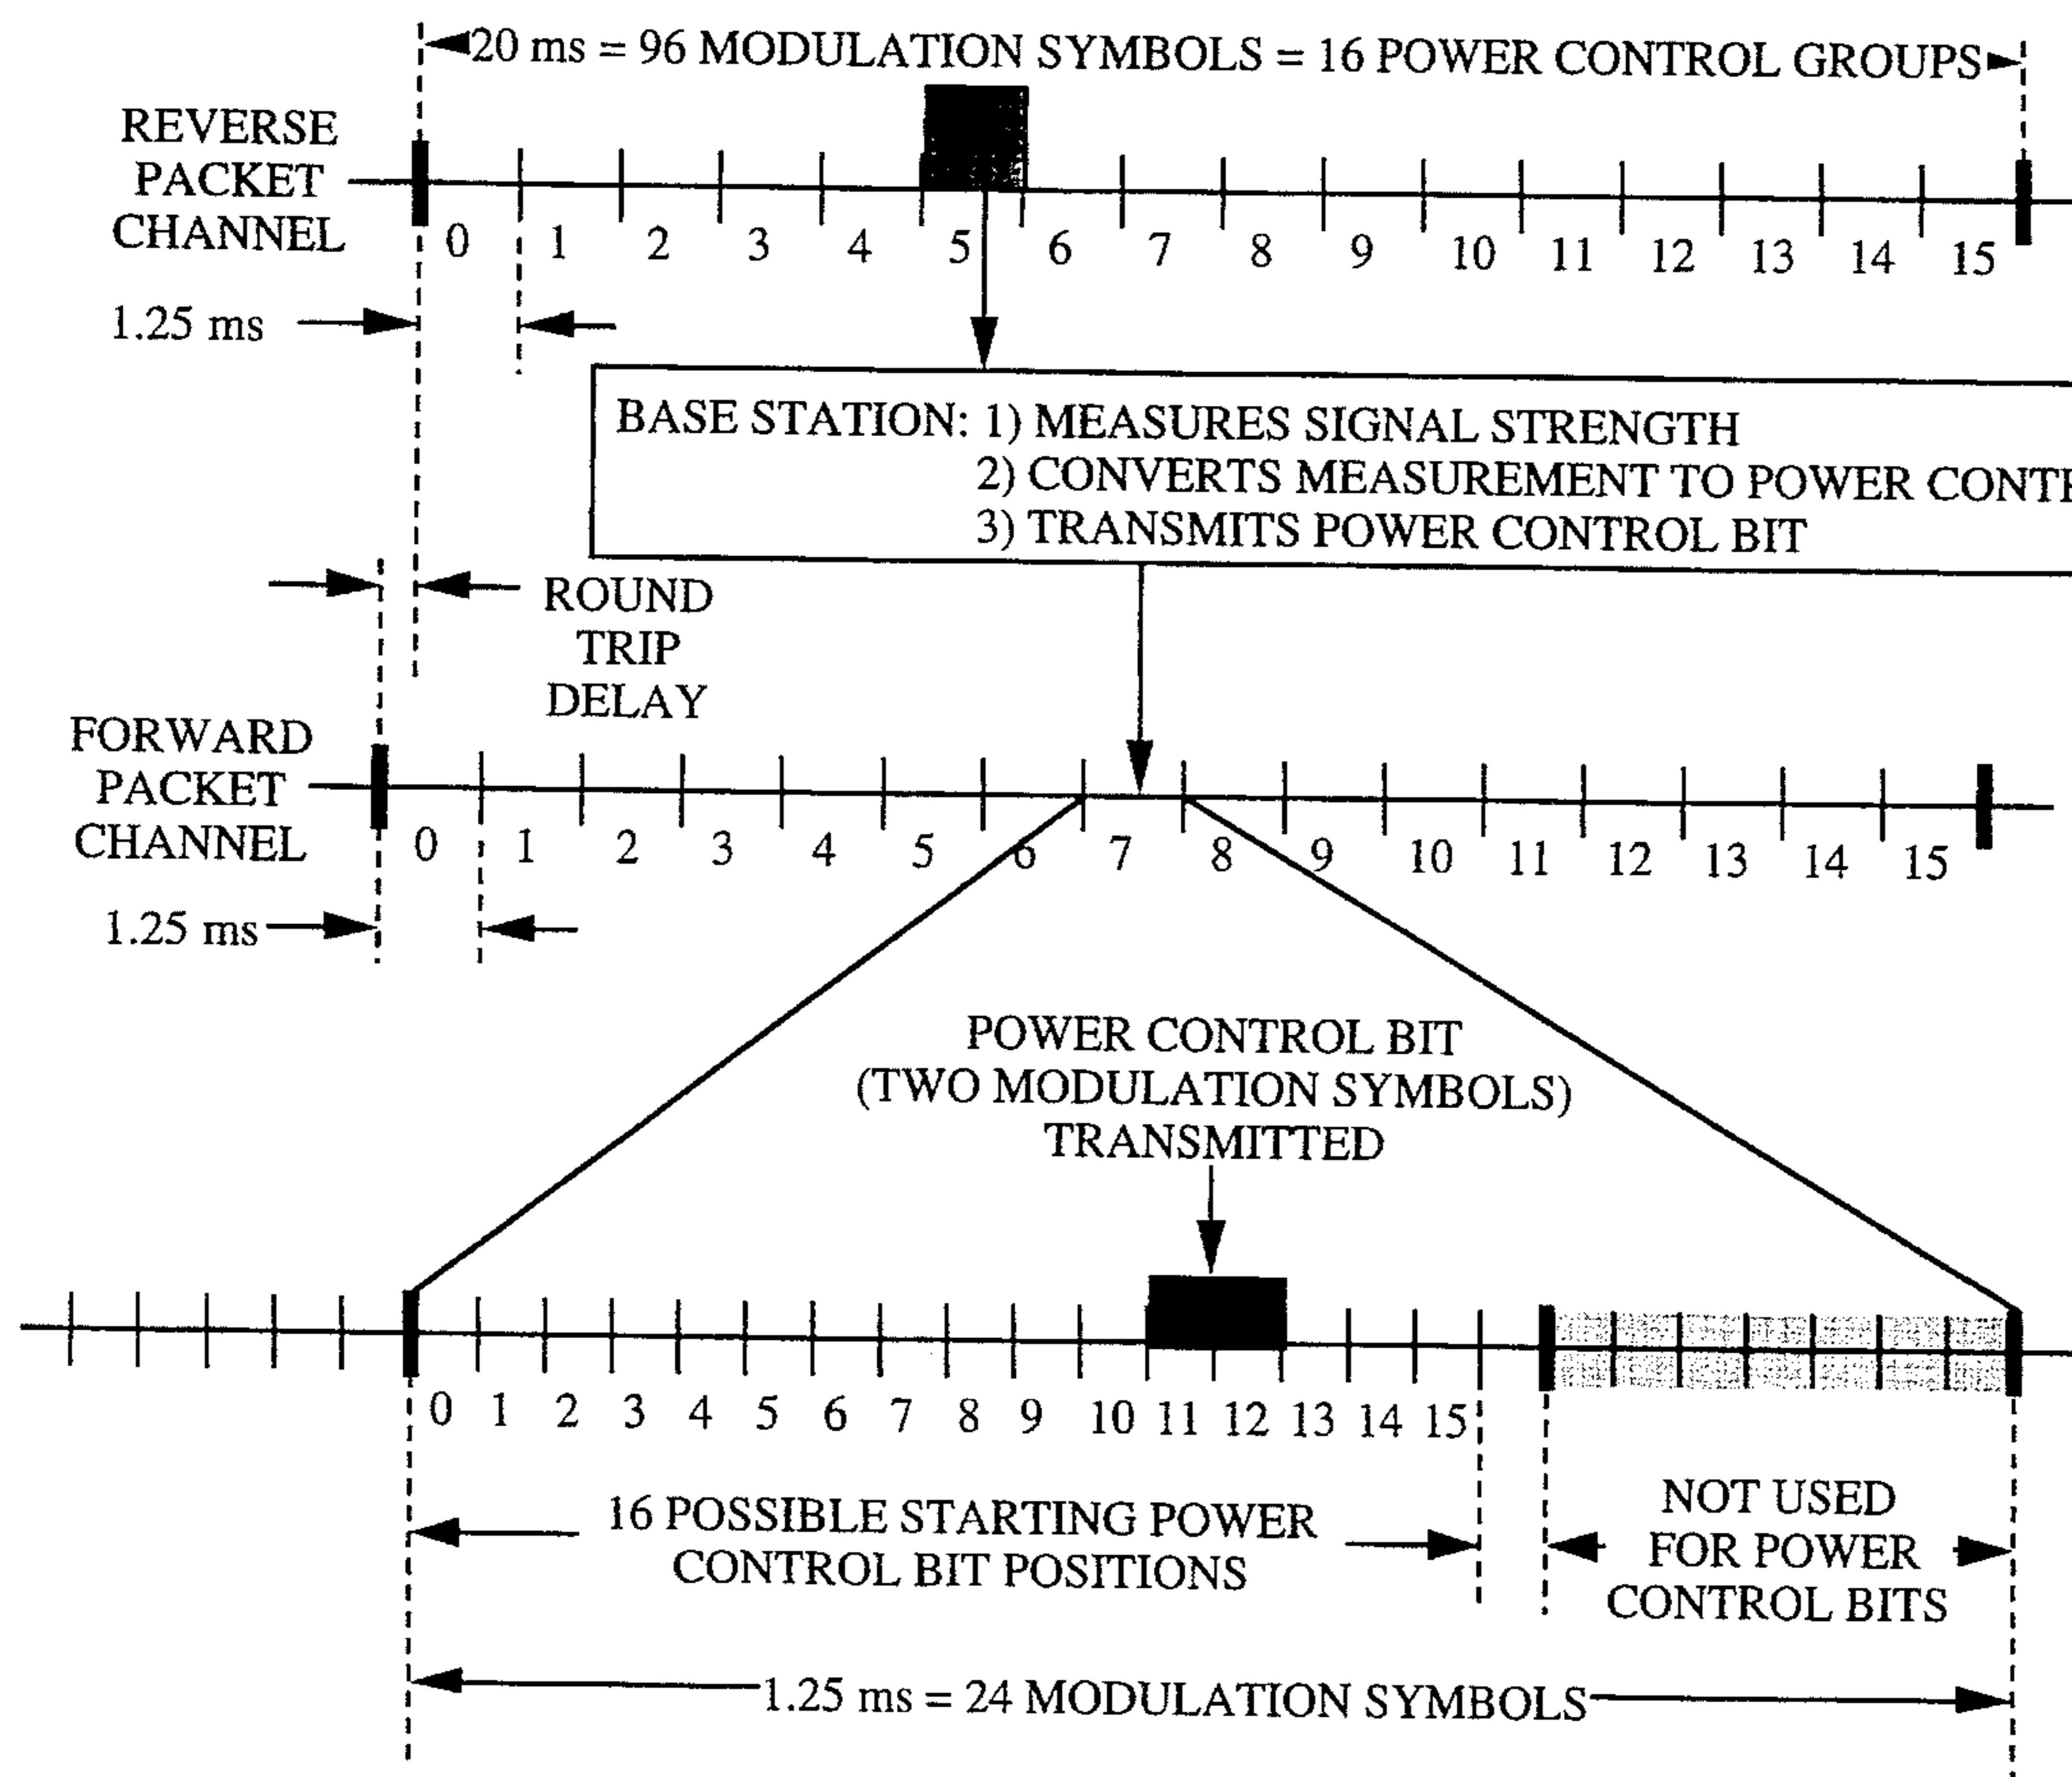 20 ms = 96 MODULATION SYMBOLS = 16 POWER CONTROL GROUPS
REVERSE
PACKET
CHANNEL
0 1 2 3 4 5 6 7 8 9 10 11 12 13 14 15
1.25 ms
BASE STATION: 1) MEASURES SIGNAL STRENGTH
2) CONVERTS MEASUREMENT TO POWER
3) TRANSMITS POWER CONTROL BIT
ROUND
TRIP
DELAY
FORWARD
PACKET
CHANNEL
0 1 2 3 4 5 6 7 8 9 10 11 12 13 14 15
1.25 ms
POWER CONTROL BIT
(TWO MODULATION SYMBOLS)
TRANSMITTED
0 1 2 3 4 5 6 7 8 9 10 11 12 13 14 15
16 POSSIBLE STARTING POWER
CONTROL BIT POSITIONS
NOT USED
FOR POWER
CONTROL BITS
1.25 ms = 24 MODULATION SYMBOLS